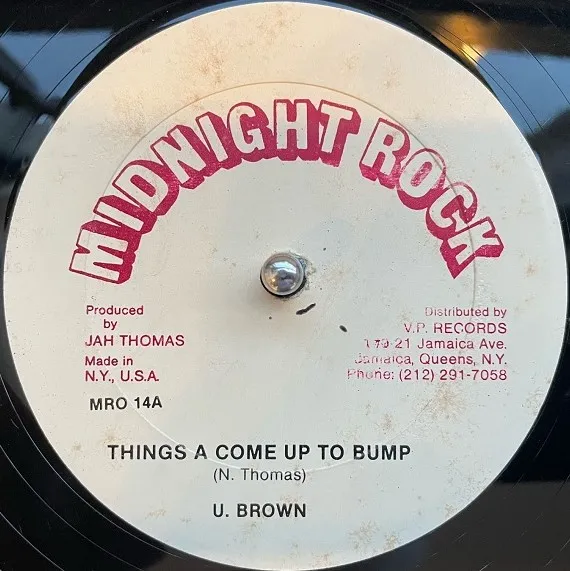 MIDNIGHT ROCK
Produced
by
JAH THOMAS
Made in
N.Y., U.S.A.
Distributed by
V.P. RECORDS
170-21 Jamaica Ave.
Jamaica, Queens, N.Y.
Phone: (212) 291-7058
MRO 14A
THINGS A COME UP TO BUMP
(N. Thomas)
U. BROWN